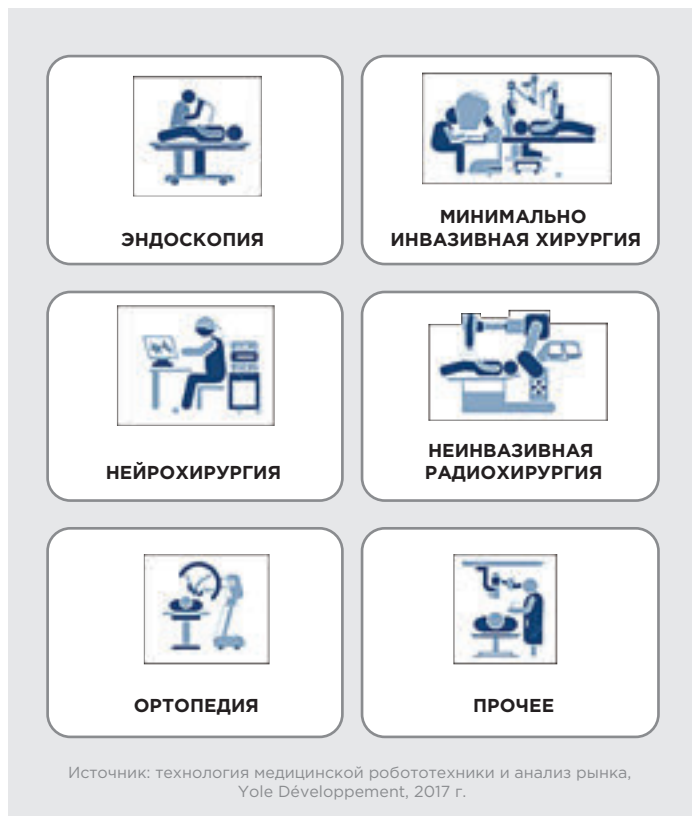 ЭНДОСКОПИЯ
МИНИМАЛЬНО
ИНВАЗИВНАЯ ХИРУРГИЯ
НЕЙРОХИРУРГИЯ
НЕИНВАЗИВНАЯ
РАДИОХИРУРГИЯ
ОРТОПЕДИЯ
ПРОЧЕЕ
Источник: технология медицинской робототехники и анализ рынка,
Yole Développement, 2017 г.